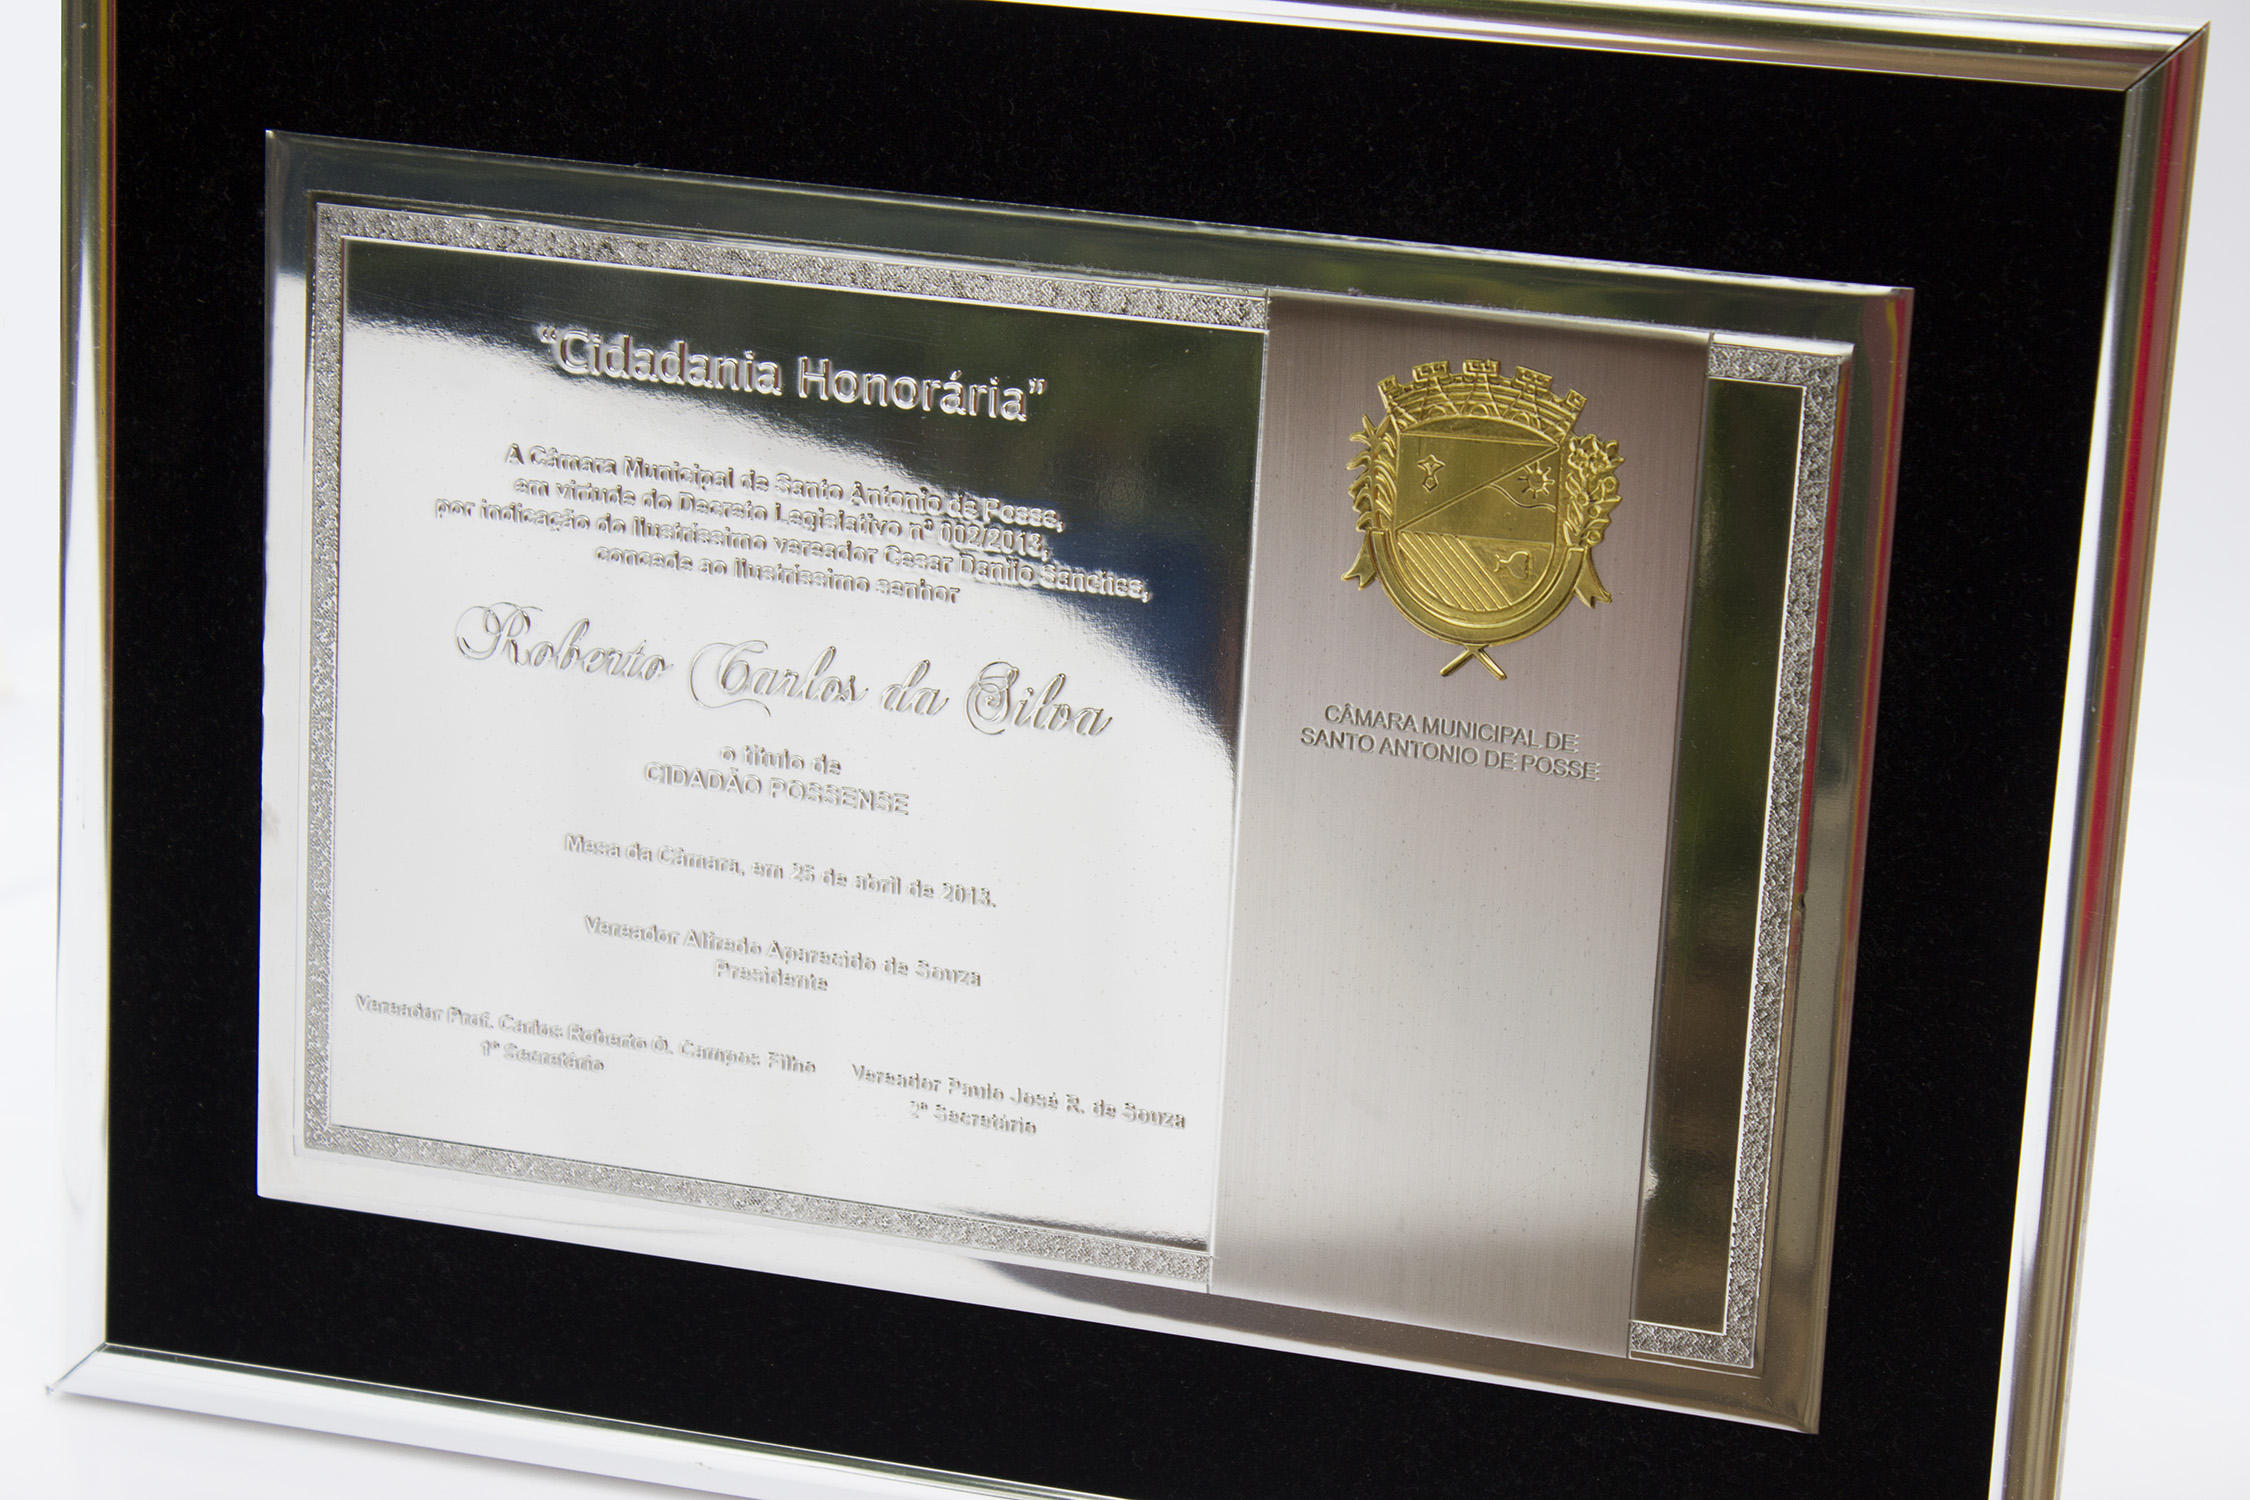 “Cidadania Honorária”
A Câmara Municipal de Santo Antonio de Posse,
em virtude do Decreto Legislativo nº 002/2013,
por indicação do Ilustríssimo vereador Cesar Danilo Sanches,
concede ao Ilustríssimo senhor
Roberto Carlos da Silva
o título de
CIDADÃO POSSENSE
Mesa da Câmara, em 25 de abril de 2013.
Vereador Alfredo Aparecido de Souza
Presidente
Vereador Prof. Carlos Roberto O. Campos Filho
1º Secretário
Vereador Paulo José R. de Souza
2º Secretário
CÂMARA MUNICIPAL DE
SANTO ANTONIO DE POSSE